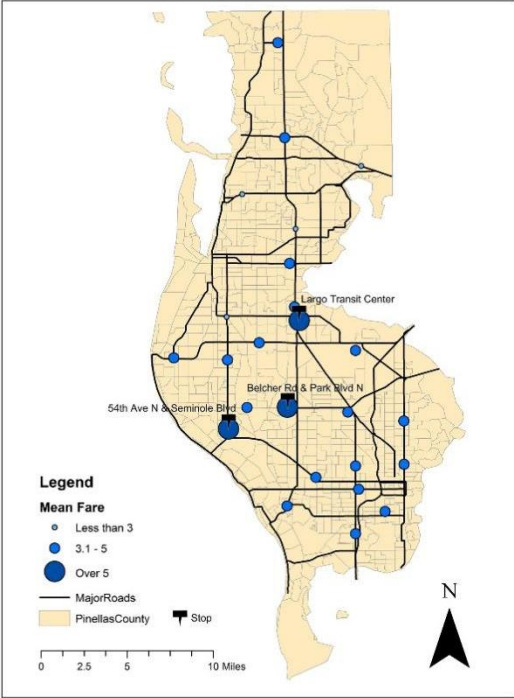 Largo Transit Center
Belcher Rd & Park Blvd N
54th Ave N & Seminole Blvd
Legend
Mean Fare
Less than 3
3.1 - 5
Over 5
MajorRoads
PinellasCounty
Stop
0 2.5 5 10 Miles
N